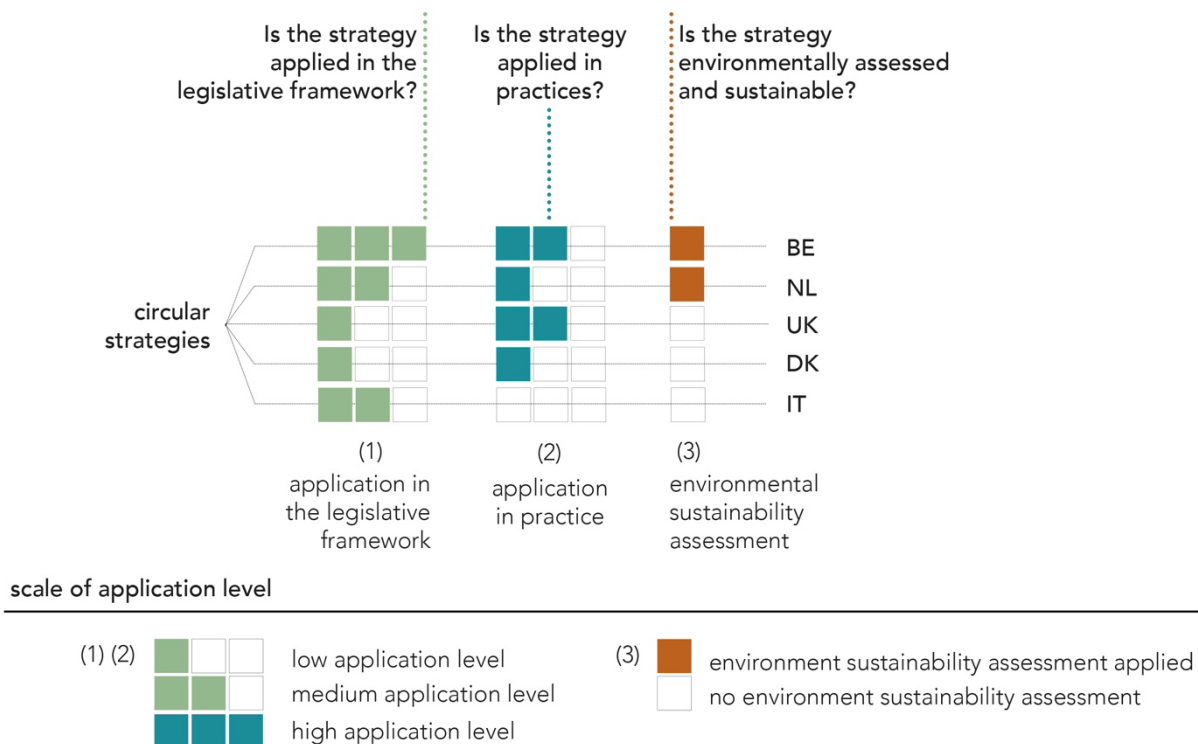 Is the strategy
applied in the
legislative framework?
Is the strategy
applied in
practices?
Is the strategy
environmentally assessed
and sustainable?
circular
strategies
BE
NL
UK
DK
IT
(1)
application in
the legislative
framework
(2)
application
in practice
(3)
environmental
sustainability
assessment
scale of application level
(1) (2)
low application level
medium application level
high application level
(3)
environment sustainability assessment applied
no environment sustainability assessment